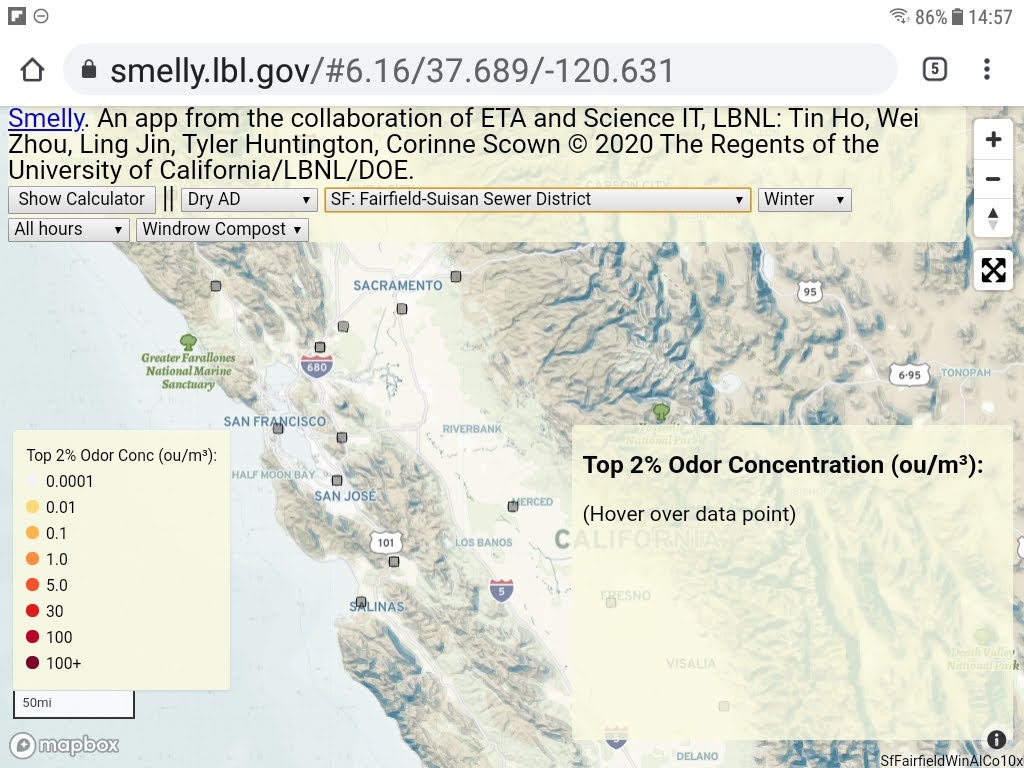 86% 14:57
smelly.lbl.gov/#6.16/37.689/-120.631
5
Smelly. An app from the collaboration of ETA and Science IT, LBNL: Tin Ho, Wei
Zhou, Ling Jin, Tyler Huntington, Corinne Scown © 2020 The Regents of the
University of California/LBNL/DOE.
CARSON CITY
Show Calculator || Dry AD SF: Fairfield-Suisan Sewer District Winter
All hours Windrow Compost
SACRAMENTO
95
Greater Farallones
National Marine
Sanctuary
680
6-95
TONOPAH
SAN FRANCISCO
RIVERBANK
Yosemite
National Park
Top 2% Odor Conc (ou/m³):
0.0001
0.01
0.1
1.0
5.0
30
100
100+
HALF MOON BAY
SAN JOSÉ
Top 2% Odor Concentration (ou/m³):
(Hover over data point)
MERCED
101
LOS BANOS
CALIFORNIA
5
FRESNO
SALINAS
Death Valley
National Park
VISALIA
50mi
5
mapbox
DELANO
SfFairfieldWinAlCo10x